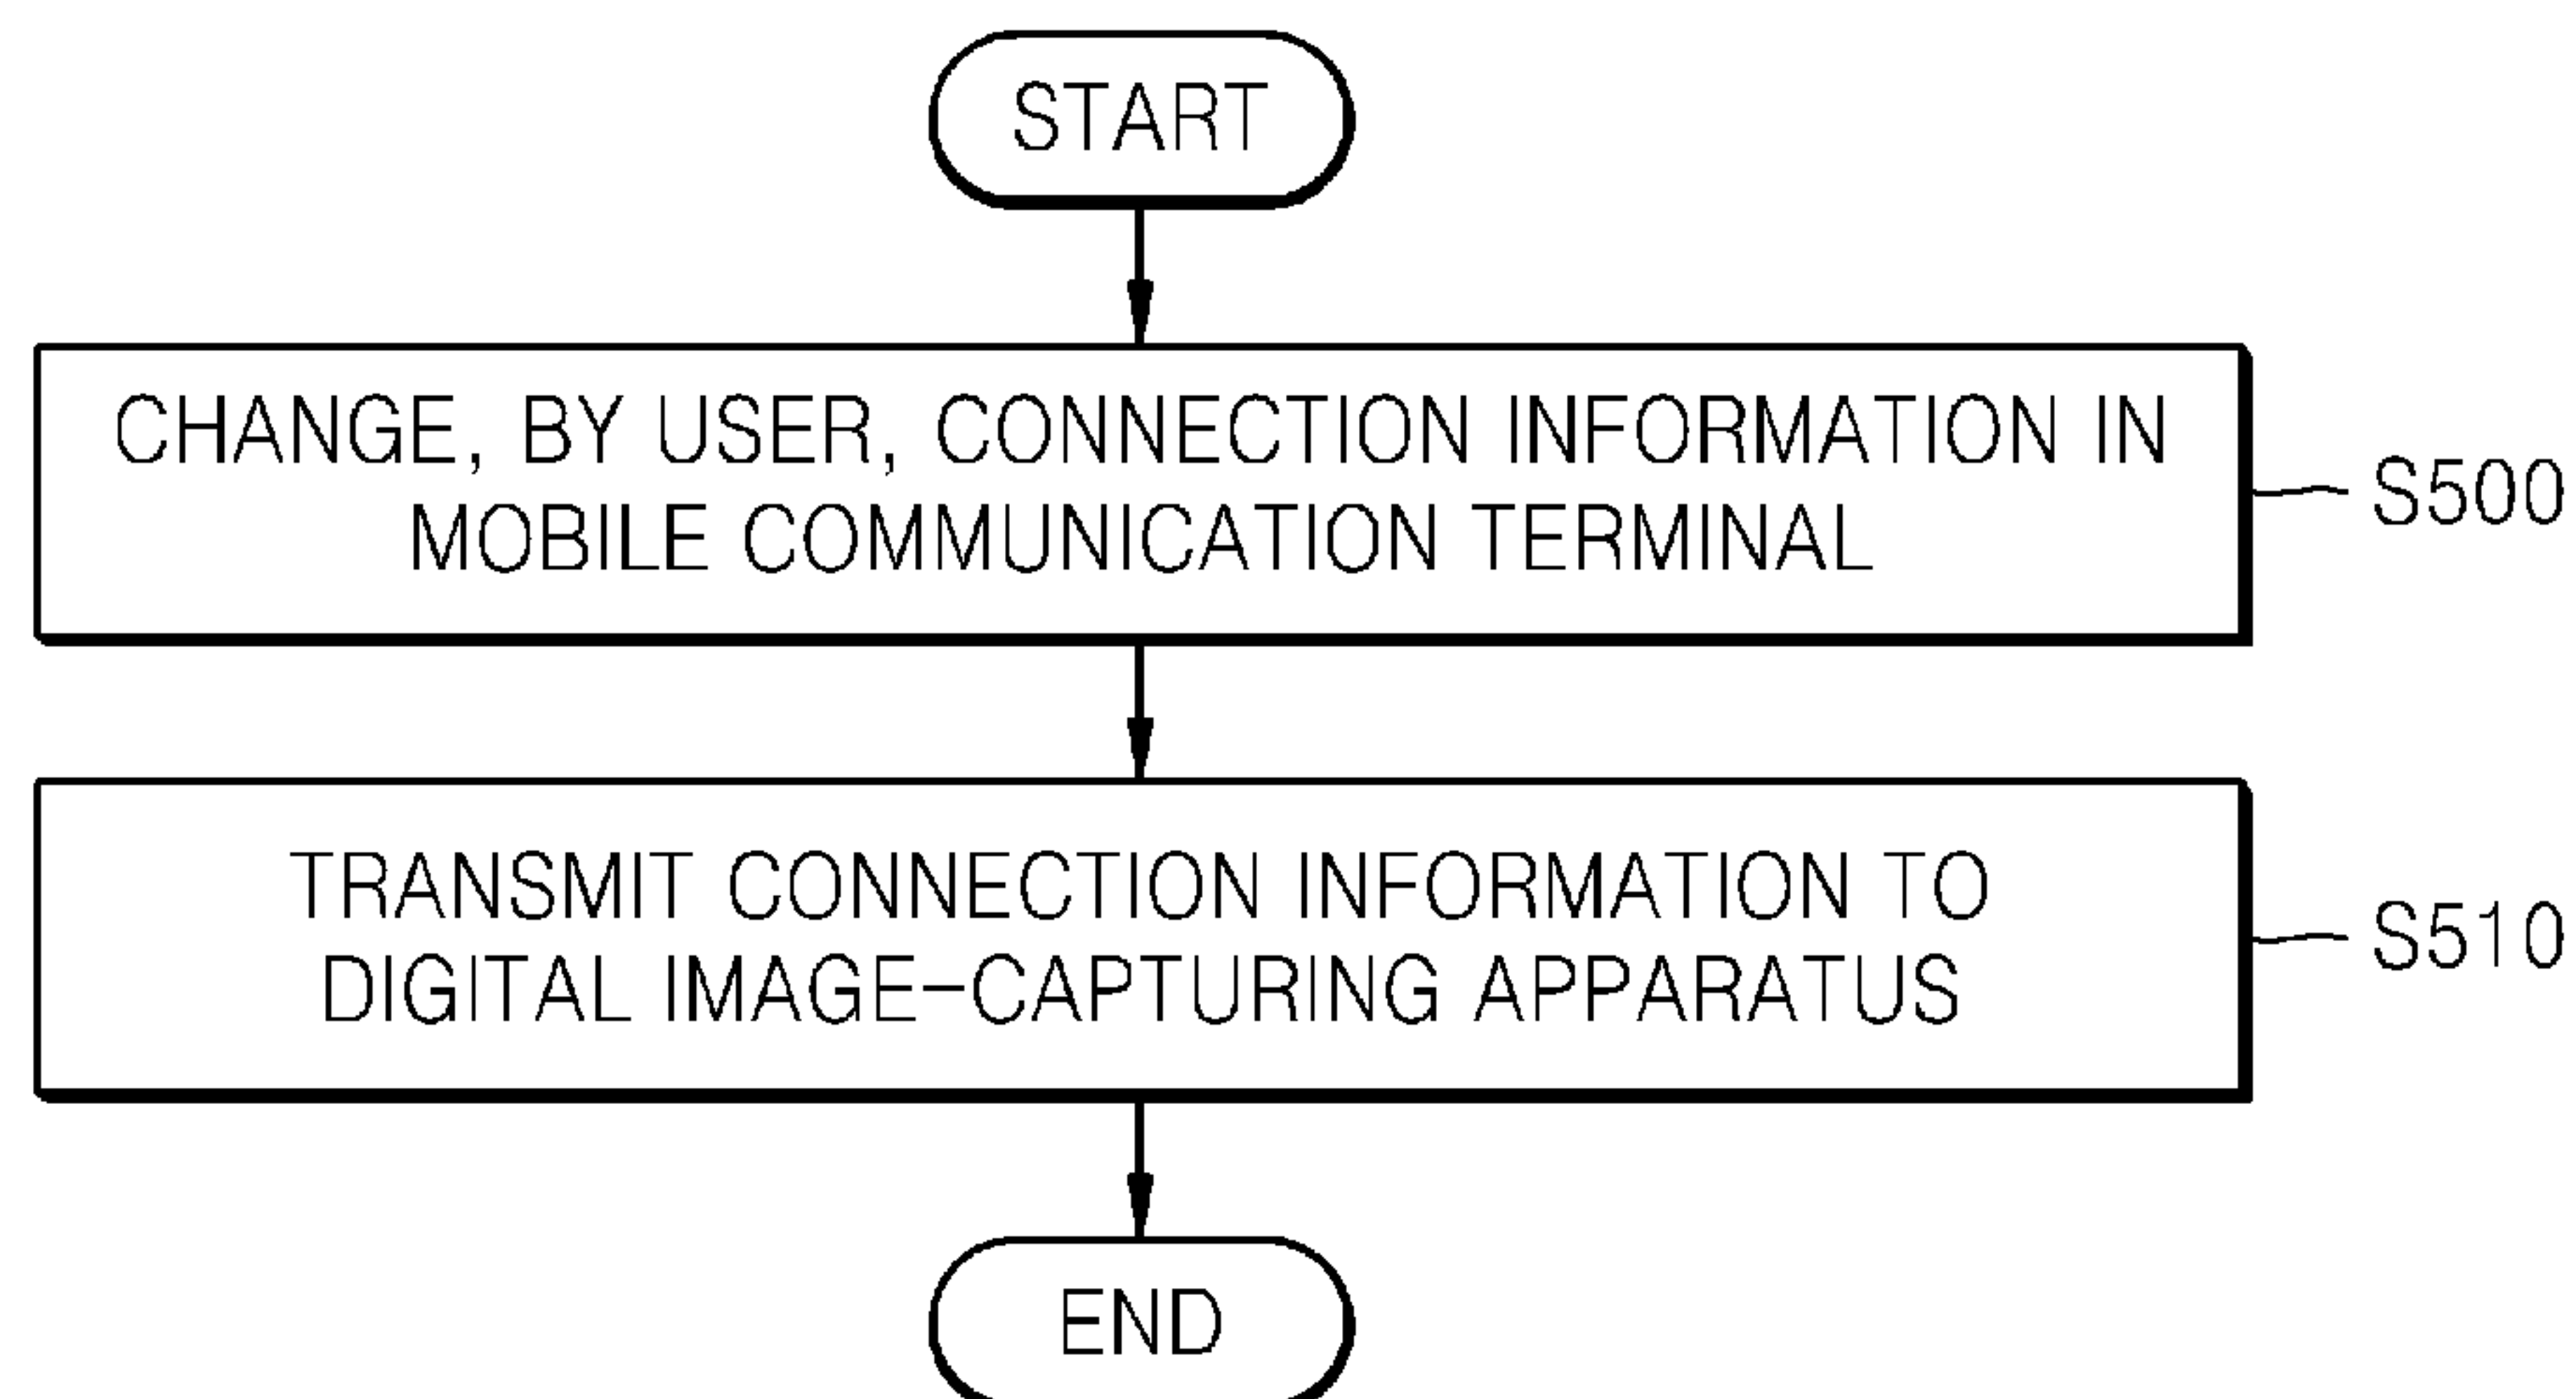 START
CHANGE, BY USER, CONNECTION INFORMATION IN
MOBILE COMMUNICATION TERMINAL
S500
TRANSMIT CONNECTION INFORMATION TO
DIGITAL IMAGE-CAPTURING APPARATUS
S510
END